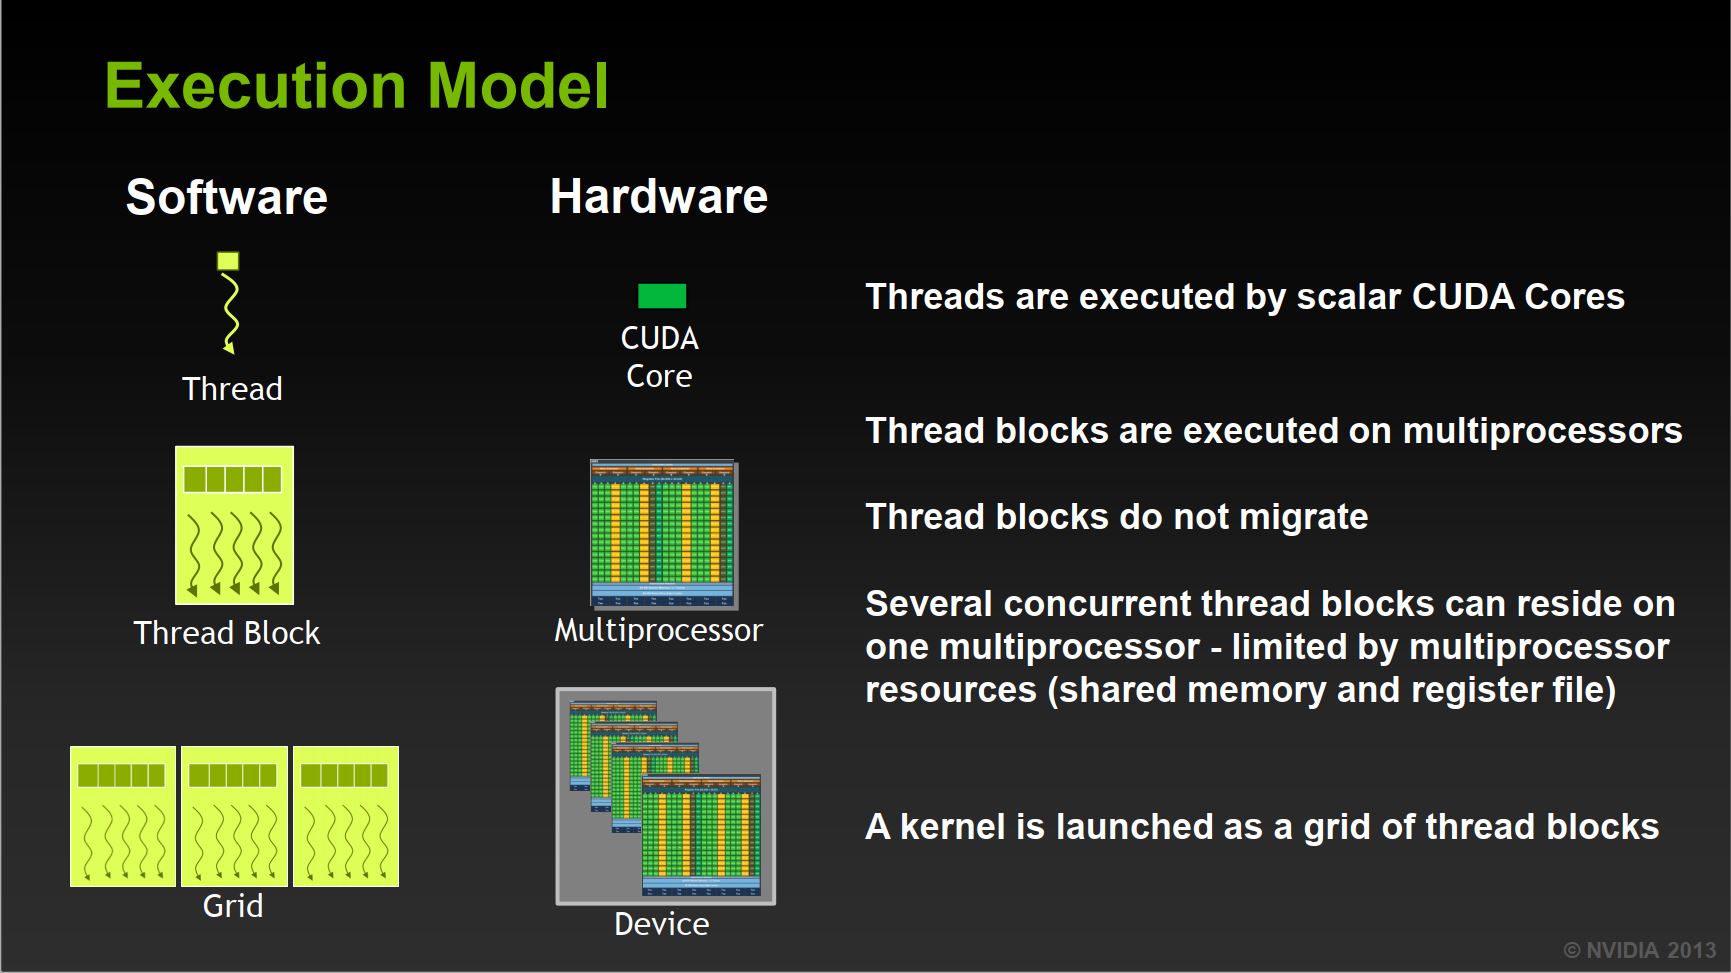 Execution Model
Software
Hardware
Thread
CUDA
Core
Threads are executed by scalar CUDA Cores
Thread Block
Multiprocessor
Thread blocks are executed on multiprocessors
Thread blocks do not migrate
Several concurrent thread blocks can reside on
one multiprocessor - limited by multiprocessor
resources (shared memory and register file)
Grid
Device
A kernel is launched as a grid of thread blocks
© NVIDIA 2013